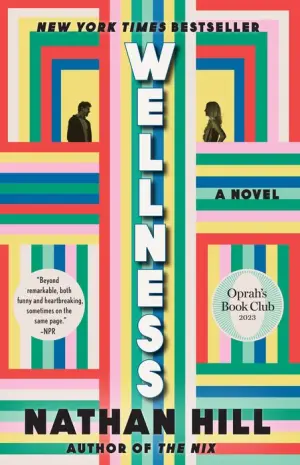 NEW YORK TIMES BESTSELLER
WELLNESS
A NOVEL
"Beyond
remarkable, both
funny and heartbreaking,
sometimes on the
same page."
–NPR
Oprah's
Book Club
2023
NATHAN HILL
AUTHOR OF THE NIX